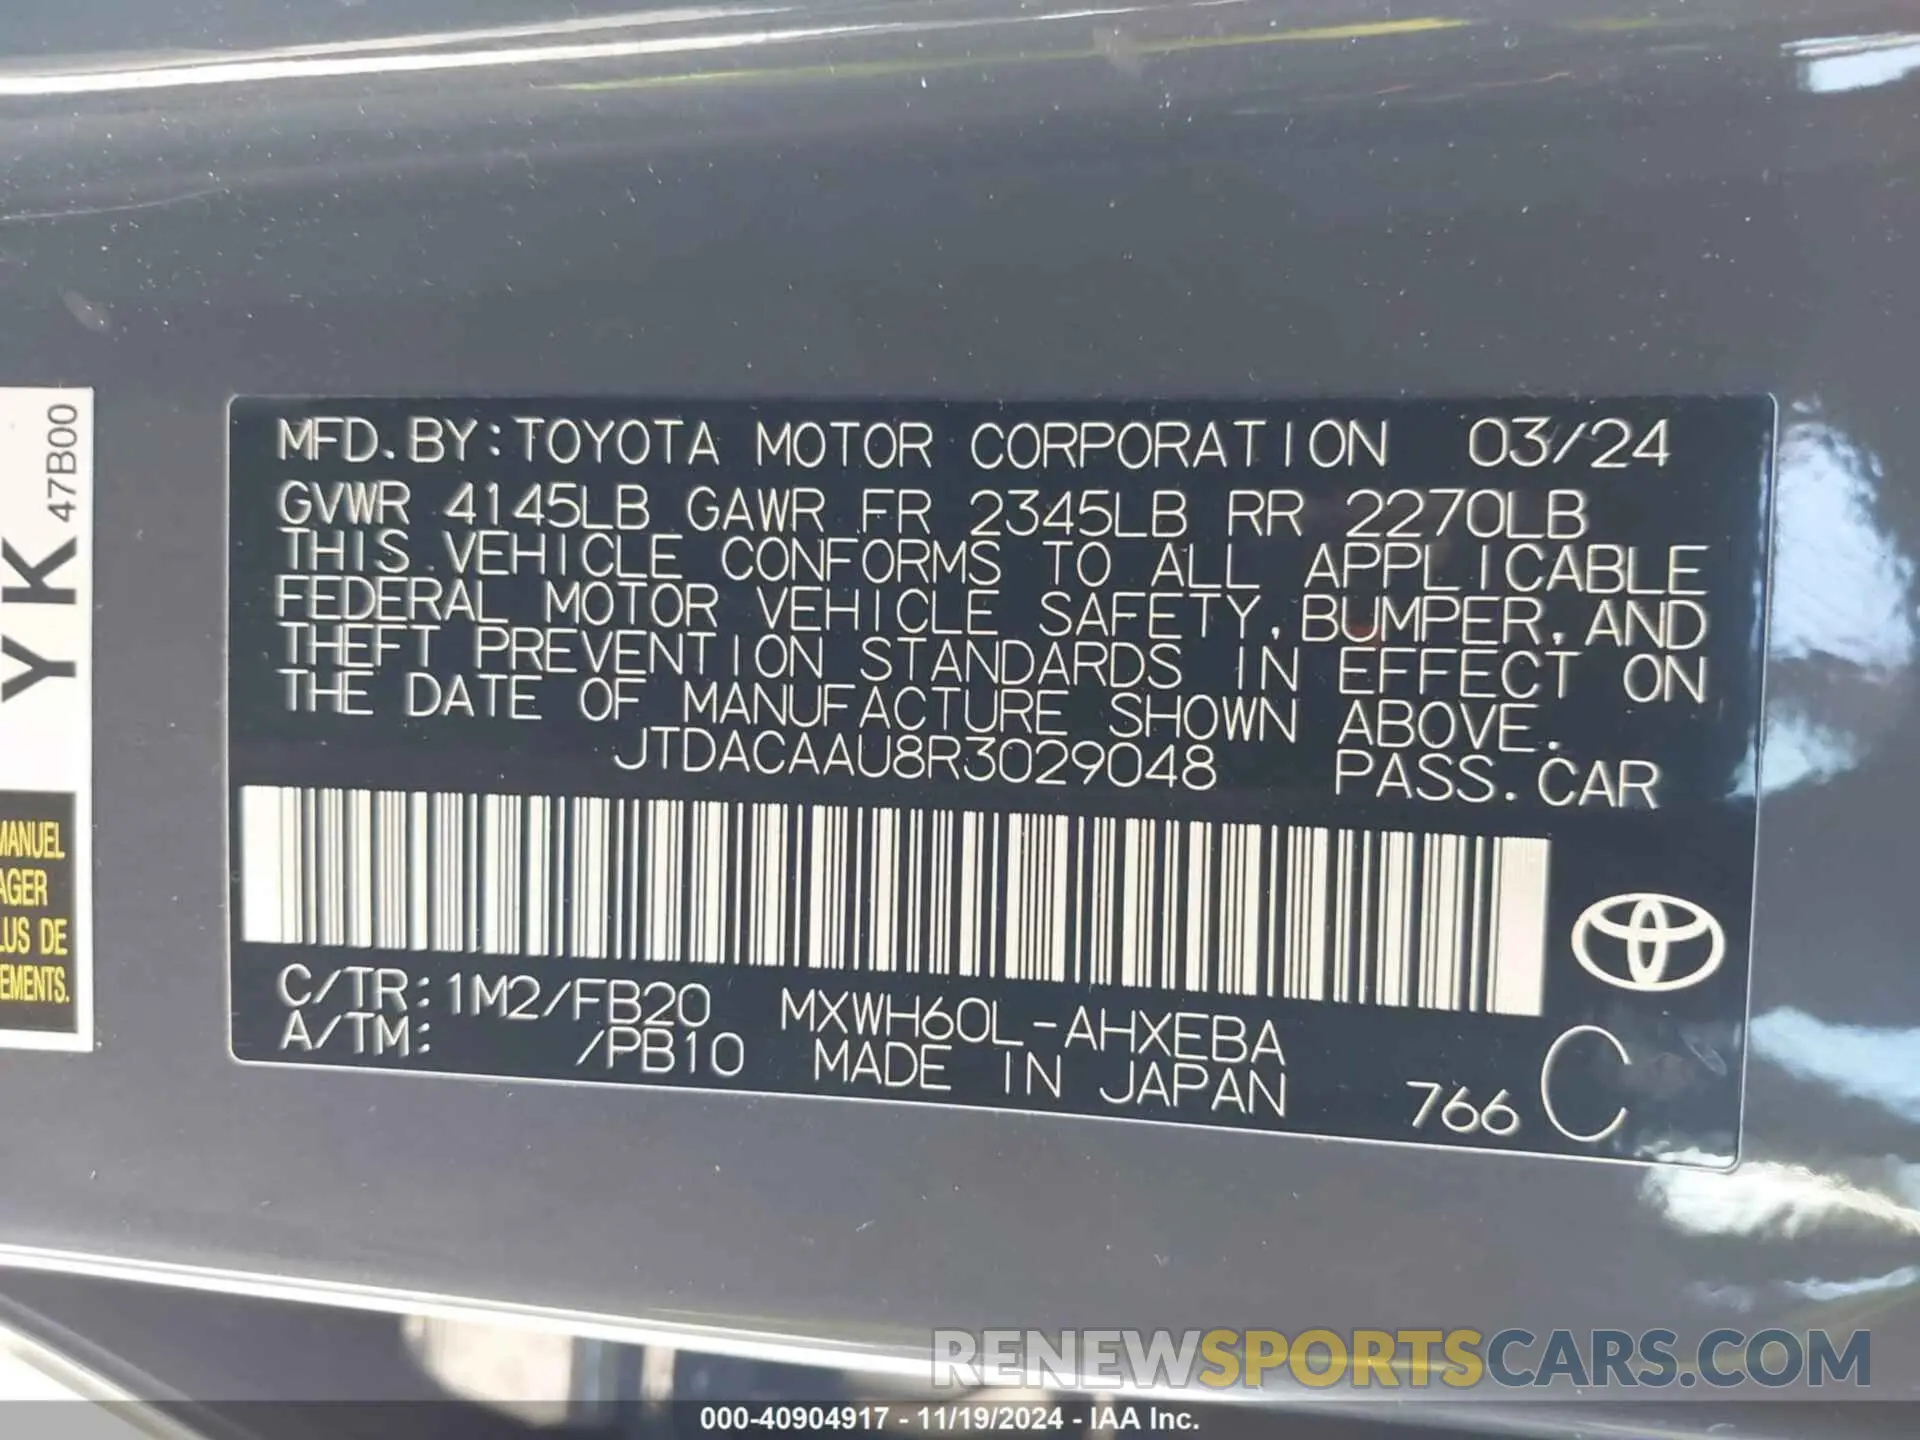 MFD.BY:TOYOTA MOTOR CORPORATION 03/24
GVWR 4145LB GAWR FR 2345LB RR 2270LB
THIS VEHICLE CONFORMS TO ALL APPLICABLE
FEDERAL MOTOR VEHICLE SAFETY, BUMPER, AND
THEFT PREVENTION STANDARDS IN EFFECT ON
THE DATE OF MANUFACTURE SHOWN ABOVE.
JTDACAAU8R3029048 PASS.CAR
C/TR:1M2/FB20 MXWH60L-AHXEBA
A/TM: /PB10 MADE IN JAPAN 766 C
YK 47B00
MANUEL
AGER
LUS DE
EMENTS.
RENEWSPORTSCARS.COM
000-40904917 - 11/19/2024 - IAA Inc.